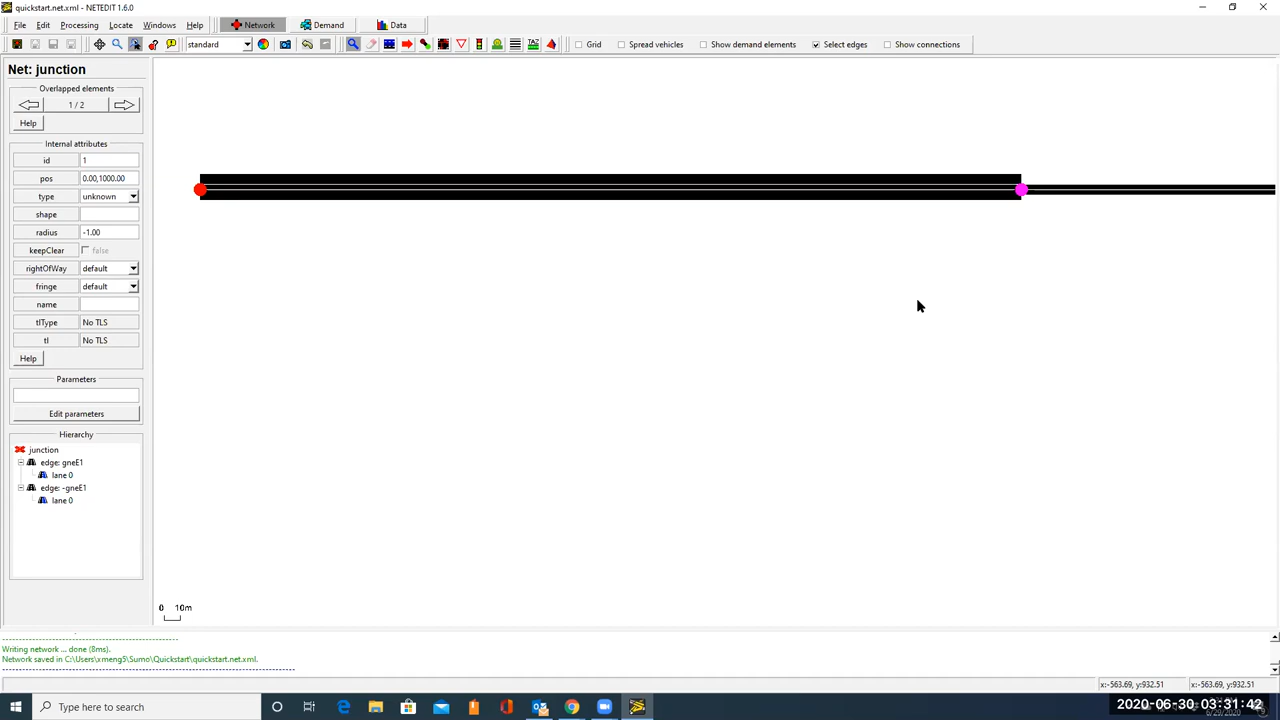 quickstart.net.xml - NETEDIT 1.6.0
File Edit Processing Locate Windows Help Network Demand Data
standard Grid Spread vehicles Show demand elements Select edges Show connections
Net: junction
Overlapped elements
1 / 2
Help
Internal attributes
id 1
pos 0.00,1000.00
type unknown
shape
radius -1.00
keepClear false
rightOfWay default
fringe default
name
tlType No TLS
tl No TLS
Help
Parameters
Edit parameters
Hierarchy
junction
edge: gneE1
lane 0
edge: -gneE1
lane 0
0 10m
Writing network ... done (8ms).
Network saved in C:\Users\xmeng5\Sumo\Quickstart\quickstart.net.xml.
x:-563.69, y:932.51 x:-563.69, y:932.51
Type here to search
2020-06-30 03:31:42